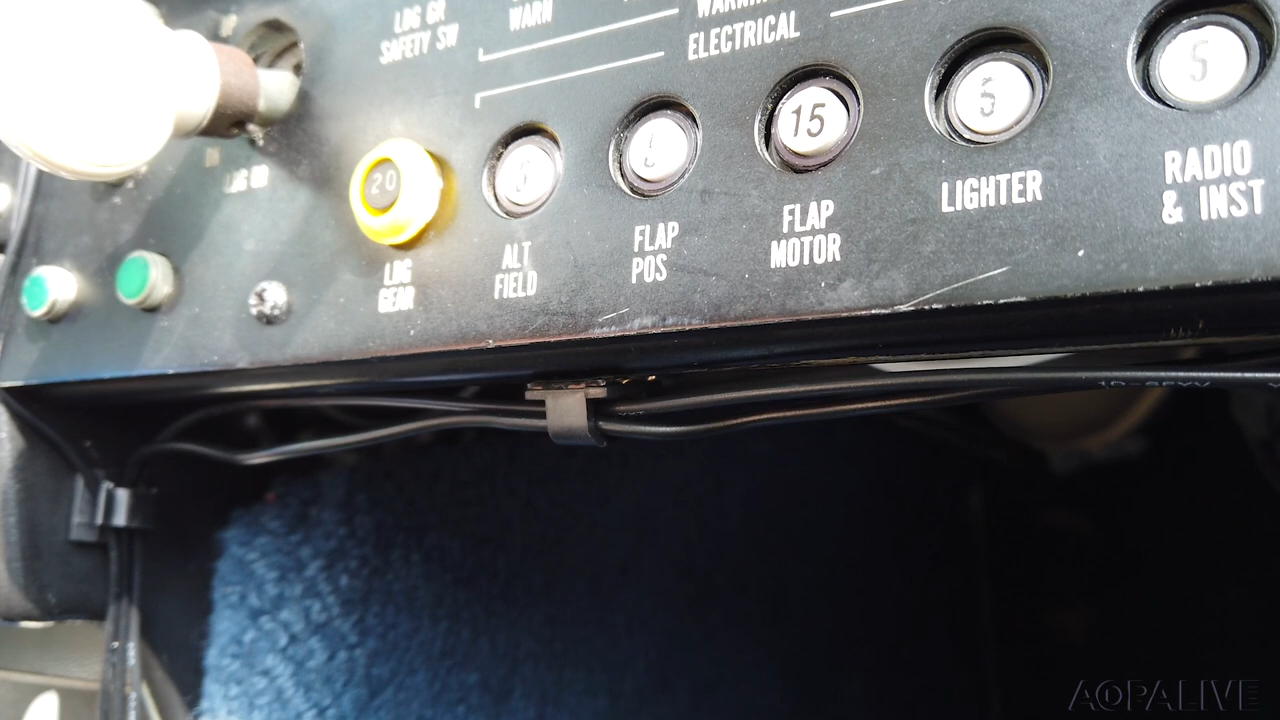 LDG GR
SAFETY SW
WARN
ELECTRICAL
20
LDG
GEAR
ALT
FIELD
FLAP
POS
15
FLAP
MOTOR
5
LIGHTER
5
RADIO
& INST
AOPALIVE